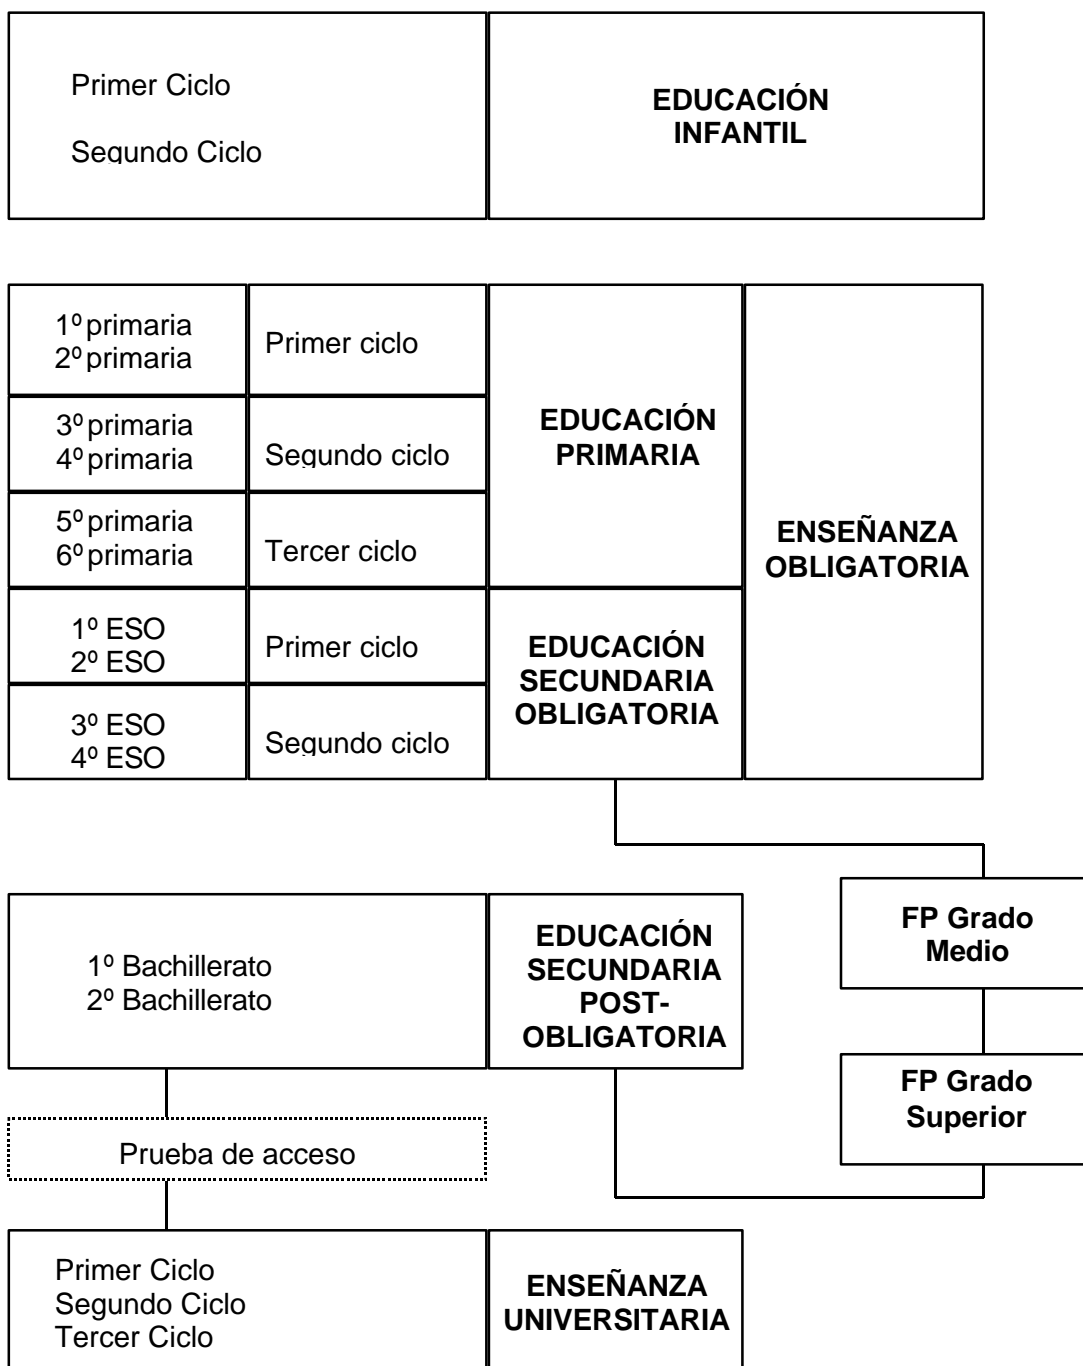 Primer Ciclo
Segundo Ciclo
EDUCACIÓN
INFANTIL
1º primaria
2º primaria
Primer ciclo
3º primaria
4º primaria
Segundo ciclo
5º primaria
6º primaria
Tercer ciclo
EDUCACIÓN
PRIMARIA
1º ESO
2º ESO
Primer ciclo
3º ESO
4º ESO
Segundo ciclo
EDUCACIÓN
SECUNDARIA
OBLIGATORIA
ENSEÑANZA
OBLIGATORIA
FP Grado
Medio
1º Bachillerato
2º Bachillerato
EDUCACIÓN
SECUNDARIA
POST-
OBLIGATORIA
FP Grado
Superior
Prueba de acceso
Primer Ciclo
Segundo Ciclo
Tercer Ciclo
ENSEÑANZA
UNIVERSITARIA